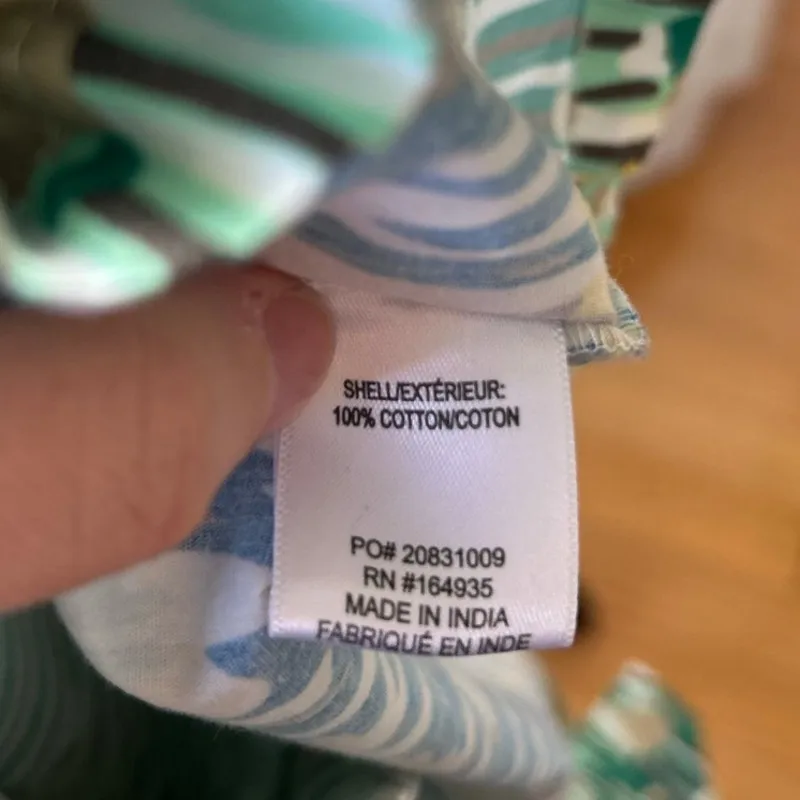 SHELL/EXTÉRIEUR:
100% COTTON/COTON
PO# 20831009
RN #164935
MADE IN INDIA
FABRIQUÉ EN INDE